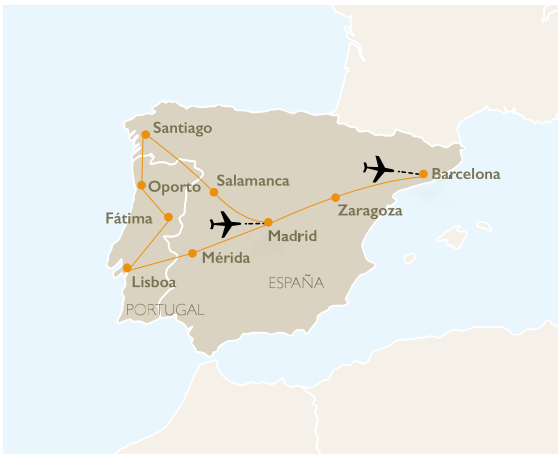 Santiago
Barcelona
Salamanca
Oporto
Zaragoza
Fátima
Madrid
Mérida
Lisboa
ESPAÑA
PORTUGAL